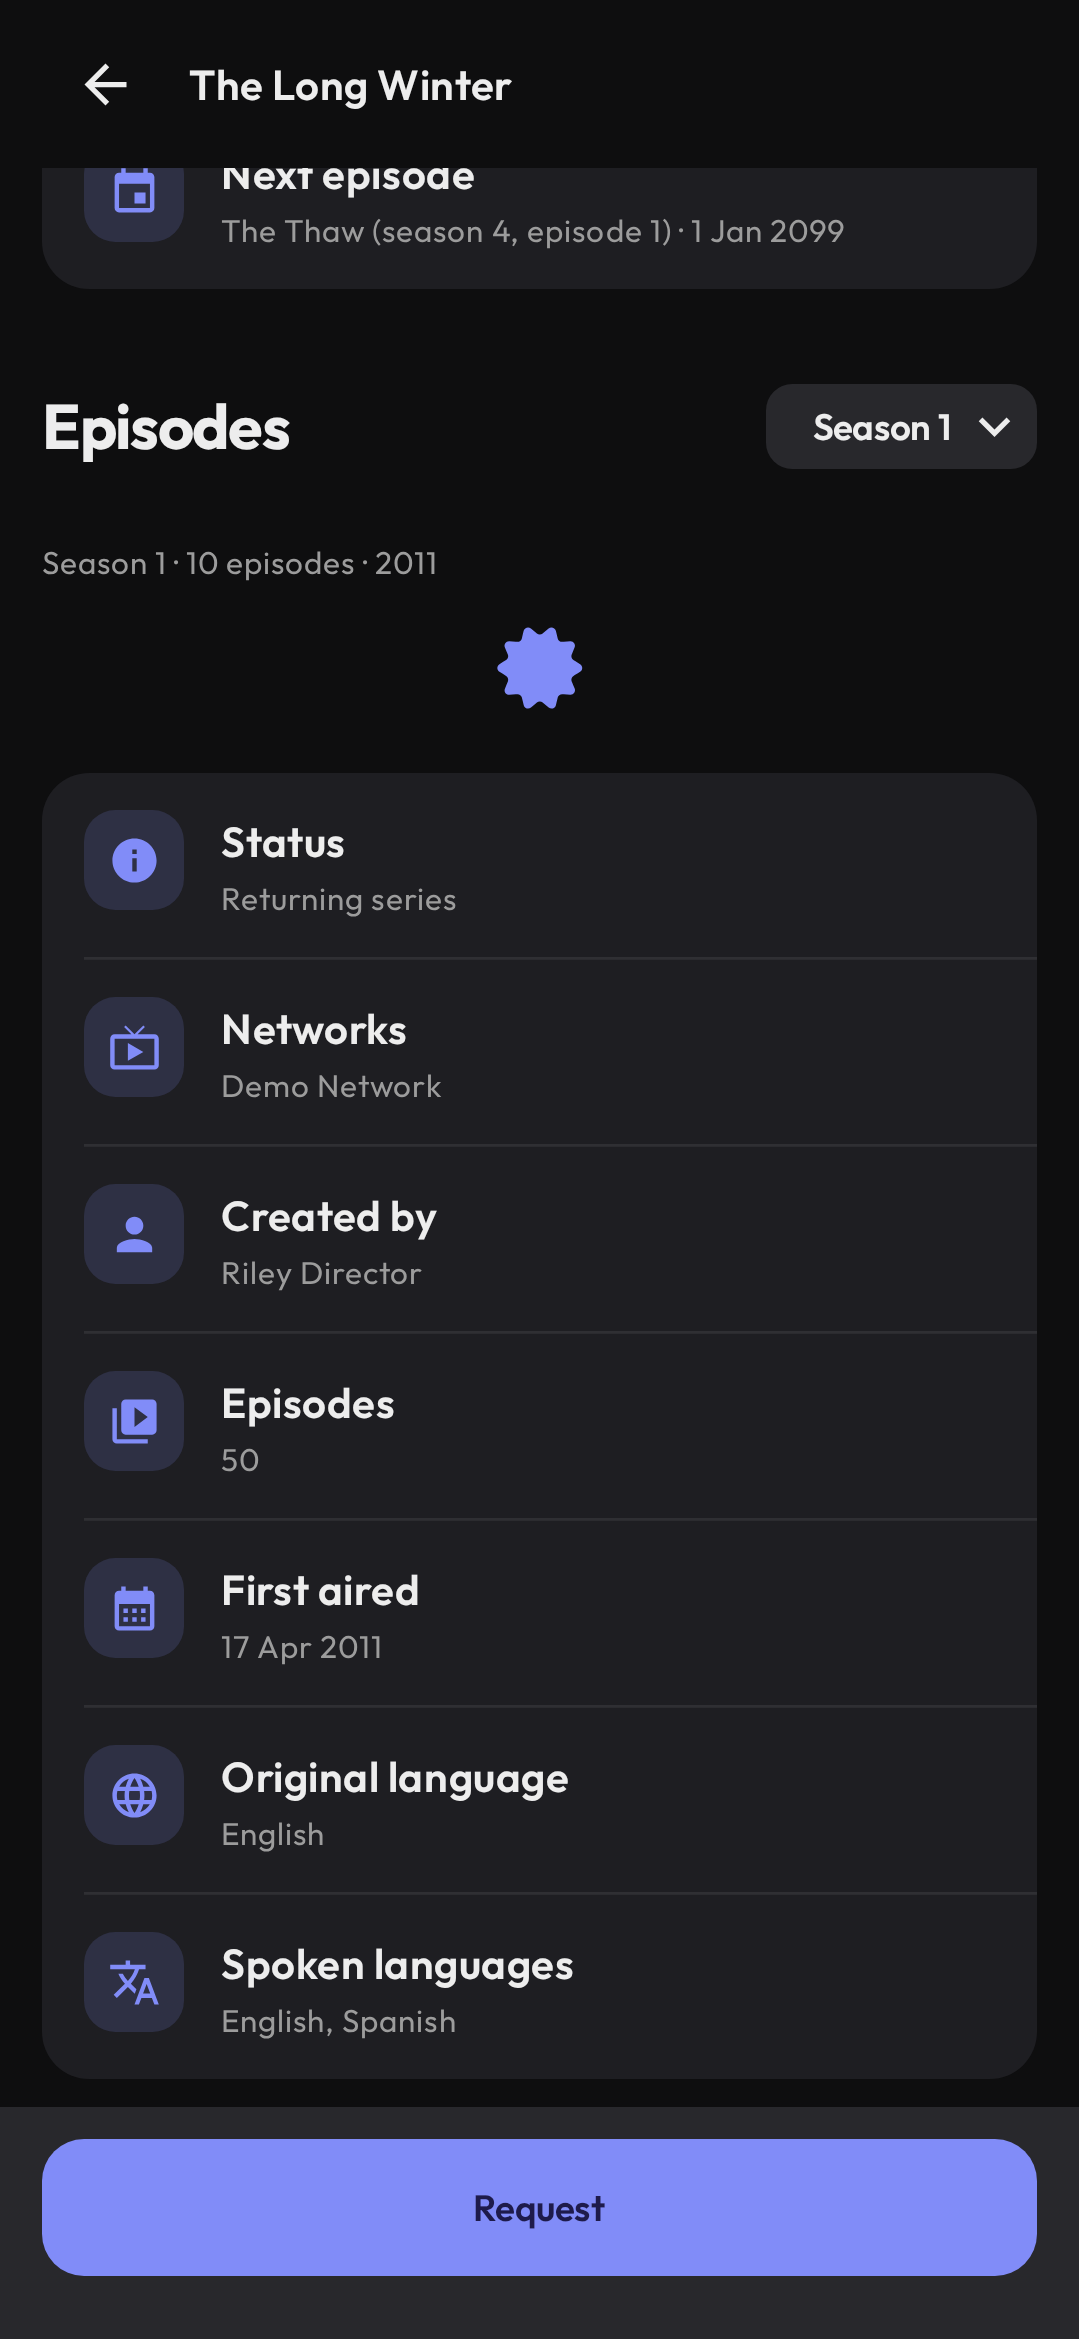 The Long Winter
Next episode
The Thaw (season 4, episode 1) · 1 Jan 2099
Episodes
Season 1
Season 1 · 10 episodes · 2011
Status
Returning series
Networks
Demo Network
Created by
Riley Director
Episodes
50
First aired
17 Apr 2011
Original language
English
Spoken languages
English, Spanish
Request